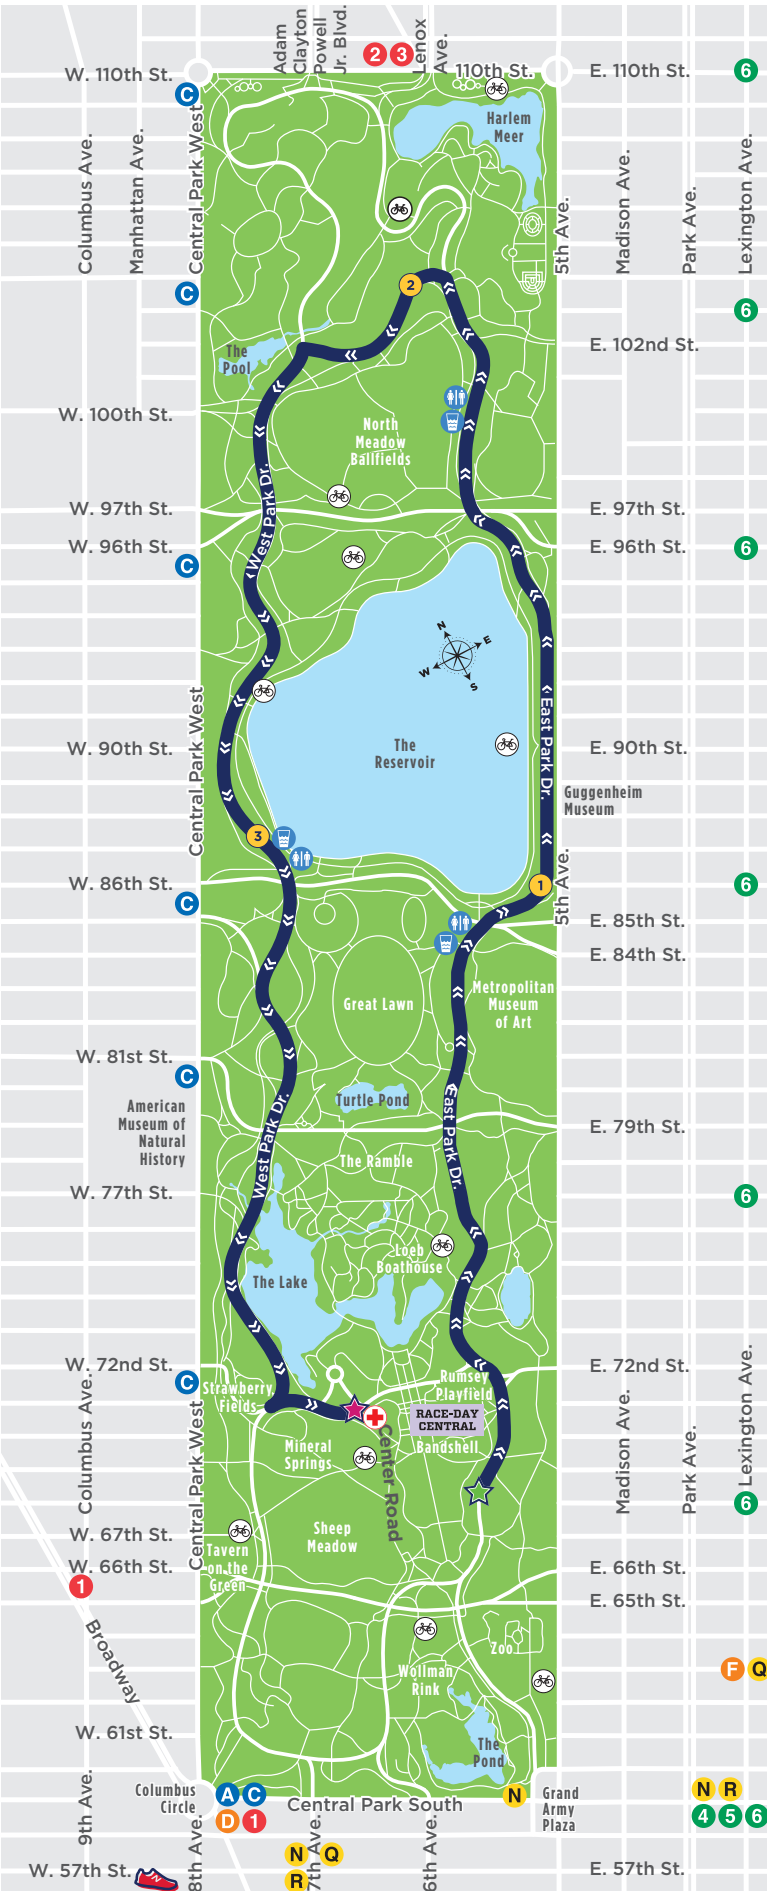 Adam
Clayton
Powell
Jr. Blvd.
2 3
Lenox
Ave.
W. 110th St.
110th St.
E. 110th St.
6
C
Harlem
Meer
Columbus Ave.
Manhattan Ave.
Central Park West
5th Ave.
Madison Ave.
Park Ave.
Lexington Ave.
C
2
6
The
Pool
E. 102nd St.
W. 100th St.
North
Meadow
Ballfields
West Park Dr.
W. 97th St.
E. 97th St.
W. 96th St.
E. 96th St.
6
C
N
E
W
S
Central Park West
W. 90th St.
The
Reservoir
East Park Dr.
E. 90th St.
Guggenheim
Museum
3
W. 86th St.
1
5th Ave.
6
C
E. 85th St.
E. 84th St.
Great Lawn
Metropolitan
Museum
of Art
W. 81st St.
C
American
Museum of
Natural
History
Turtle Pond
West Park Dr.
East Park Dr.
E. 79th St.
The Ramble
W. 77th St.
6
Loeb
Boathouse
The Lake
W. 72nd St.
E. 72nd St.
C
Strawberry
Fields
Rumsey
Playfield
RACE-DAY
CENTRAL
Bandshell
Mineral
Springs
Center Road
Columbus Ave.
Central Park West
Madison Ave.
Park Ave.
Lexington Ave.
6
W. 67th St.
Sheep
Meadow
Tavern
on the
Green
W. 66th St.
E. 66th St.
1
E. 65th St.
Broadway
Zoo
F Q
Wollman
Rink
W. 61st St.
The
Pond
Columbus
Circle
A C
D 1
Central Park South
N
Grand
Army
Plaza
N R
4 5 6
9th Ave.
8th Ave.
7th Ave.
6th Ave.
N Q
R
W. 57th St.
N
E. 57th St.